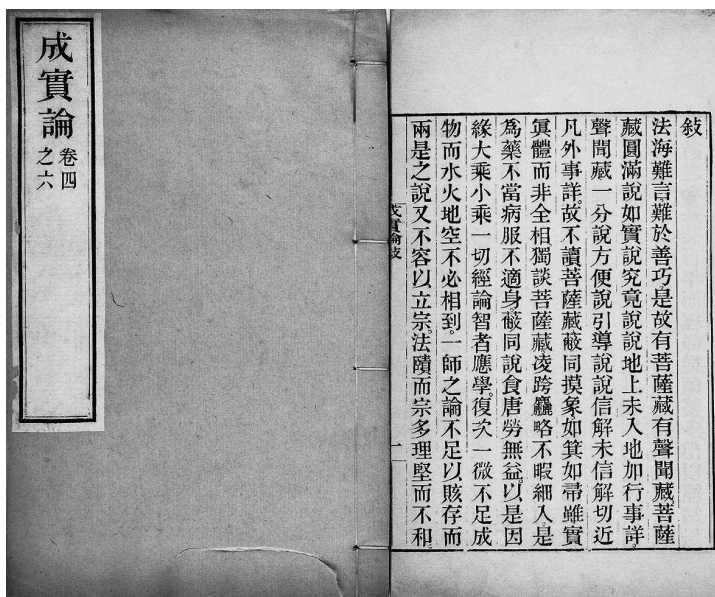 成實論
卷四
之六
敍
法海難言難於善巧是故有菩薩藏有聲聞藏菩薩
藏圓滿說如實說究竟說說地上未入地加行事詳
聲聞藏一分說方便說引導說說信解未信解切近
凡外事詳故不讀菩薩藏蔽同摸象如箕如帚雖實
眞體而非全相獨談菩薩藏凌跨麤略不暇細入是
爲藥不當病服不適身蔽同說食唐勞無益以是因
緣大乘小乘一切經論智者應學復次一微不足成
物而水火地空不必相到一師之論不足以賅存而
兩是之說又不容以立宗法賾而宗多理堅而不和
成實論敍
一